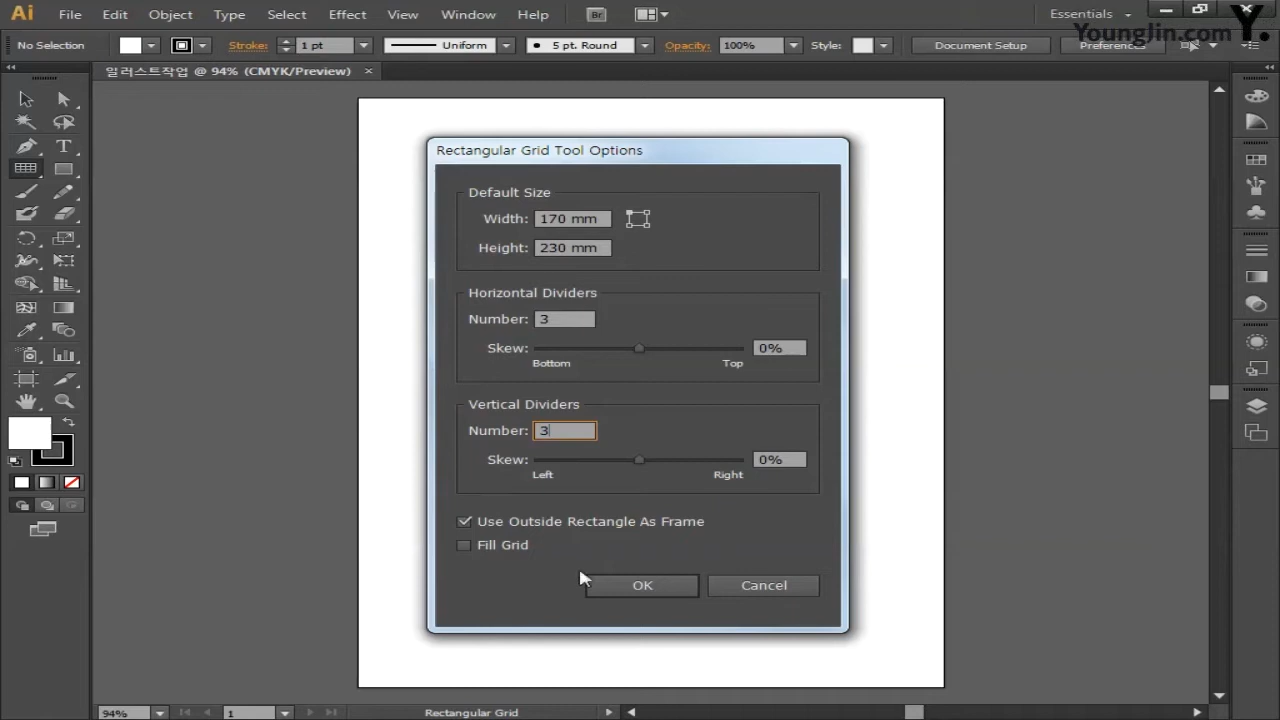 Ai File Edit Object Type Select Effect View Window Help Br Essentials
YoungJin.com Y.
No Selection Stroke: 1 pt Uniform 5 pt. Round Opacity: 100% Style: Document Setup
일러스트작업 @ 94% (CMYK/Preview) ×
Rectangular Grid Tool Options
Default Size
Width: 170 mm
Height: 230 mm
Horizontal Dividers
Number: 3
Skew: 0%
Bottom Top
Vertical Dividers
Number: 3
Skew: 0%
Left Right
Use Outside Rectangle As Frame
Fill Grid
OK Cancel
94% 1 Rectangular Grid